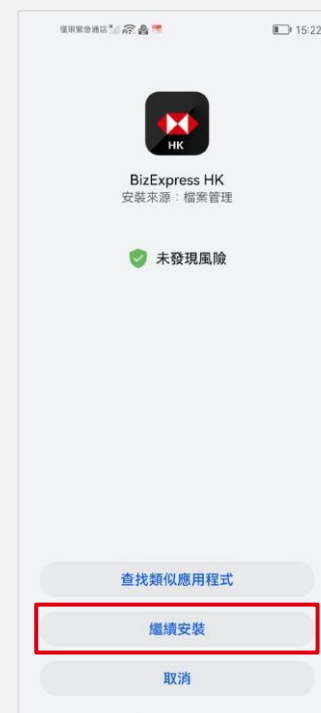 僅限緊急通話 15:22
HK
BizExpress HK
安裝來源：檔案管理
未發現風險
查找類似應用程式
繼續安裝
取消